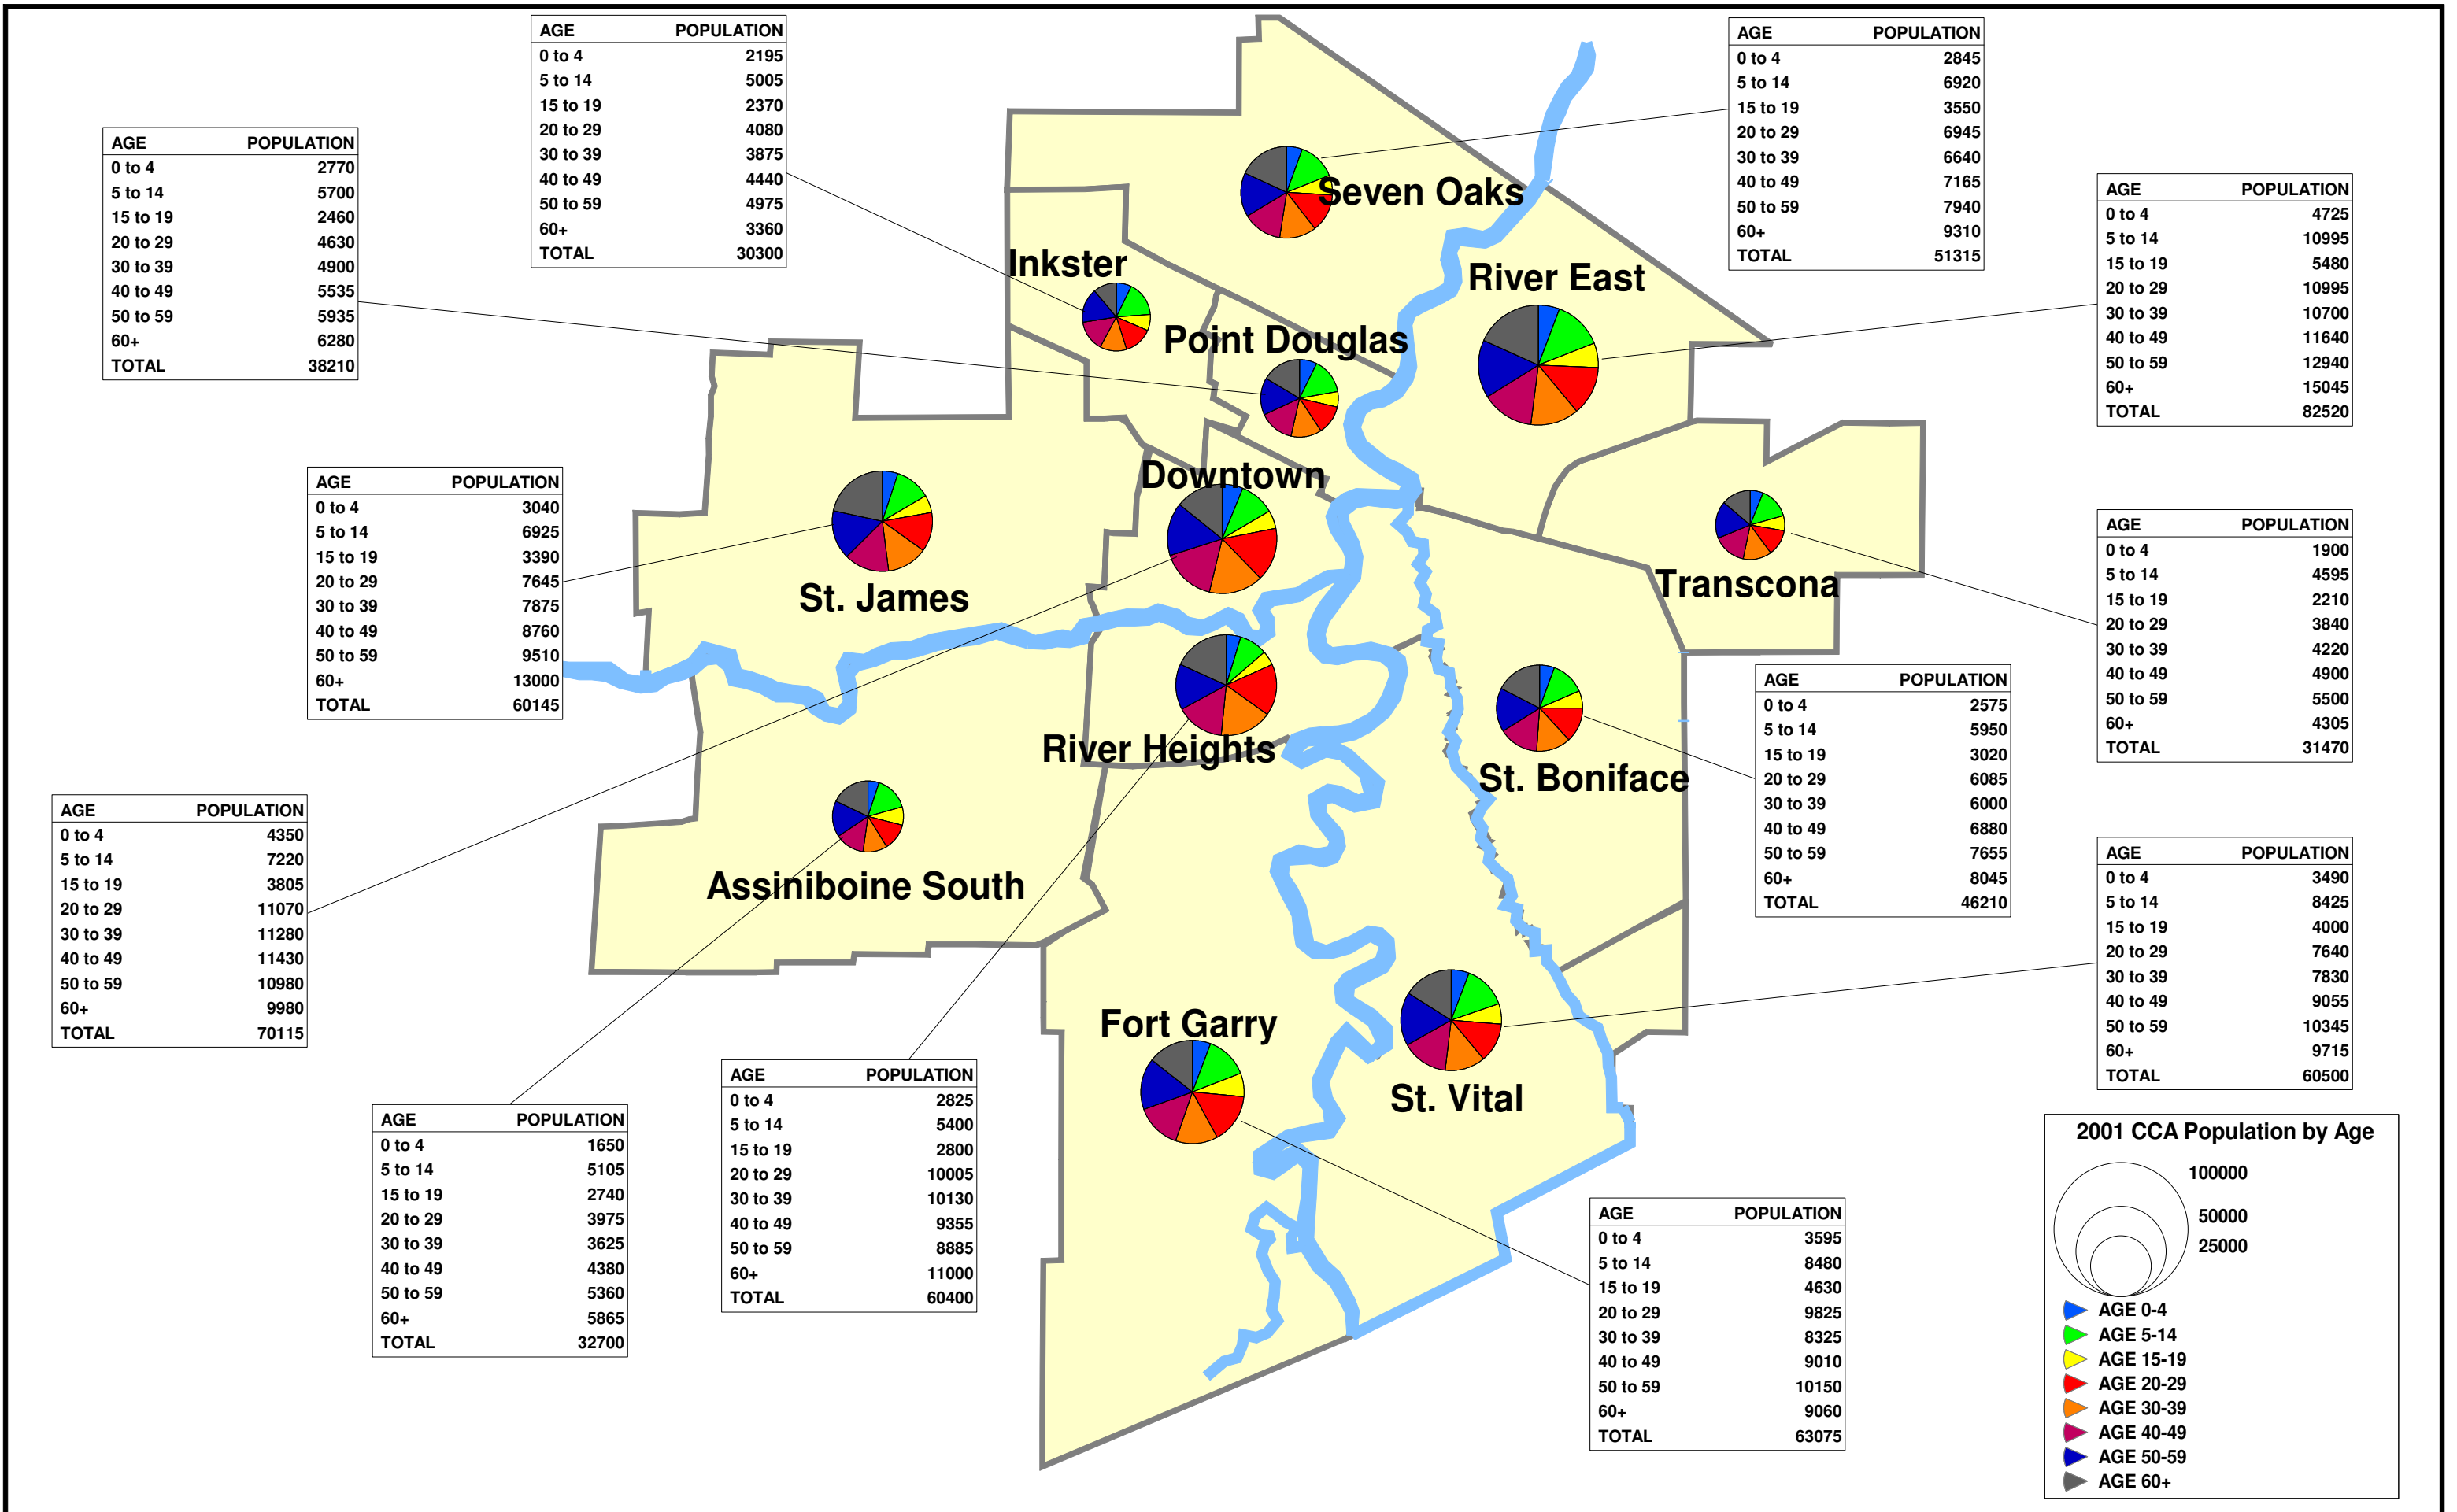 AGE POPULATION
0 to 4 2195
5 to 14 5005
15 to 19 2370
20 to 29 4080
30 to 39 3875
40 to 49 4440
50 to 59 4975
60+ 3360
TOTAL 30300
AGE POPULATION
0 to 4 2845
5 to 14 6920
15 to 19 3550
20 to 29 6945
30 to 39 6640
40 to 49 7165
50 to 59 7940
60+ 9310
TOTAL 51315
AGE POPULATION
0 to 4 2770
5 to 14 5700
15 to 19 2460
20 to 29 4630
30 to 39 4900
40 to 49 5535
50 to 59 5935
60+ 6280
TOTAL 38210
AGE POPULATION
0 to 4 4725
5 to 14 10995
15 to 19 5480
20 to 29 10995
30 to 39 10700
40 to 49 11640
50 to 59 12940
60+ 15045
TOTAL 82520
Seven Oaks
Inkster
River East
Point Douglas
Downtown
St. James
Transcona
River Heights
St. Boniface
Assiniboine South
Fort Garry
St. Vital
AGE POPULATION
0 to 4 3040
5 to 14 6925
15 to 19 3390
20 to 29 7645
30 to 39 7875
40 to 49 8760
50 to 59 9510
60+ 13000
TOTAL 60145
AGE POPULATION
0 to 4 1900
5 to 14 4595
15 to 19 2210
20 to 29 3840
30 to 39 4220
40 to 49 4900
50 to 59 5500
60+ 4305
TOTAL 31470
AGE POPULATION
0 to 4 2575
5 to 14 5950
15 to 19 3020
20 to 29 6085
30 to 39 6000
40 to 49 6880
50 to 59 7655
60+ 8045
TOTAL 46210
AGE POPULATION
0 to 4 4350
5 to 14 7220
15 to 19 3805
20 to 29 11070
30 to 39 11280
40 to 49 11430
50 to 59 10980
60+ 9980
TOTAL 70115
AGE POPULATION
0 to 4 3490
5 to 14 8425
15 to 19 4000
20 to 29 7640
30 to 39 7830
40 to 49 9055
50 to 59 10345
60+ 9715
TOTAL 60500
AGE POPULATION
0 to 4 1650
5 to 14 5105
15 to 19 2740
20 to 29 3975
30 to 39 3625
40 to 49 4380
50 to 59 5360
60+ 5865
TOTAL 32700
AGE POPULATION
0 to 4 2825
5 to 14 5400
15 to 19 2800
20 to 29 10005
30 to 39 10130
40 to 49 9355
50 to 59 8885
60+ 11000
TOTAL 60400
AGE POPULATION
0 to 4 3595
5 to 14 8480
15 to 19 4630
20 to 29 9825
30 to 39 8325
40 to 49 9010
50 to 59 10150
60+ 9060
TOTAL 63075
2001 CCA Population by Age
100000
50000
25000
AGE 0-4
AGE 5-14
AGE 15-19
AGE 20-29
AGE 30-39
AGE 40-49
AGE 50-59
AGE 60+